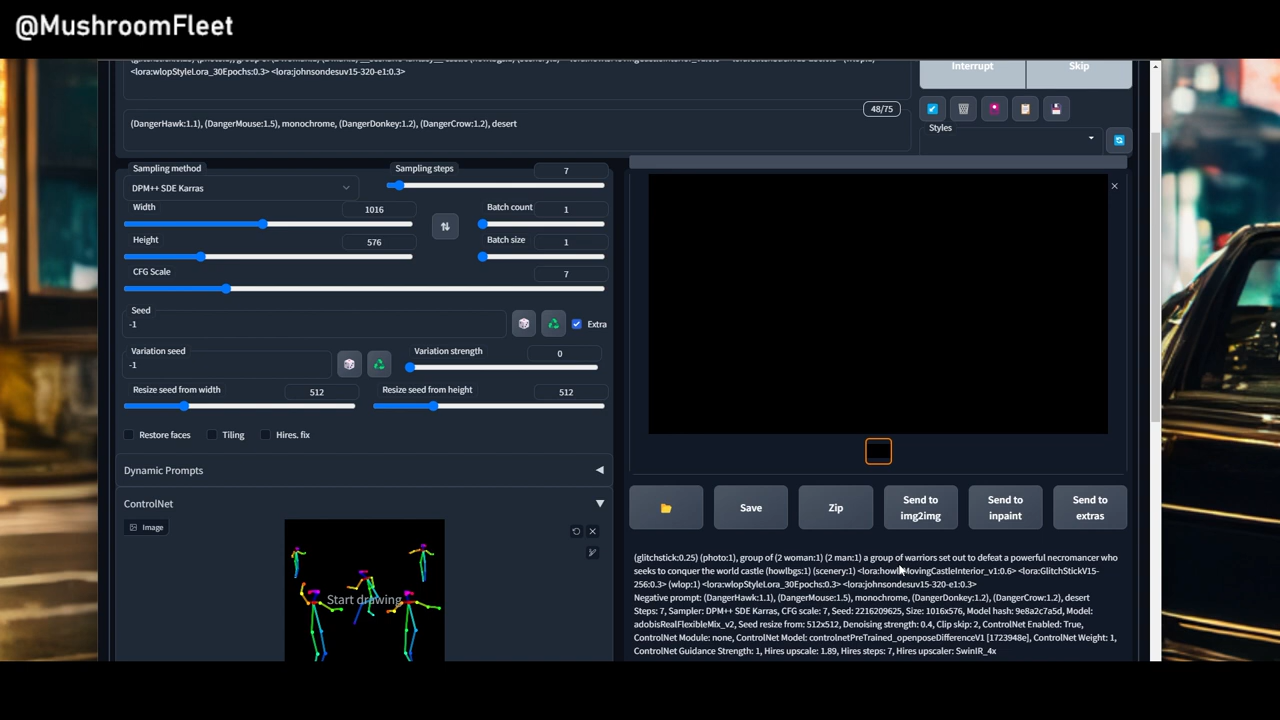 @MushroomFleet
<lora:wlopStyleLora_30Epochs:0.3> <lora:johnsondesuv15-320-e1:0.3>
Interrupt
Skip
48/75
(DangerHawk:1.1), (DangerMouse:1.5), monochrome, (DangerDonkey:1.2), (DangerCrow:1.2), desert
Styles
Sampling method
Sampling steps
7
DPM++ SDE Karras
Width
1016
Batch count
1
Height
576
Batch size
1
CFG Scale
7
Seed
-1
Extra
Variation seed
-1
Variation strength
0
Resize seed from width
512
Resize seed from height
512
Restore faces
Tiling
Hires. fix
Dynamic Prompts
ControlNet
Image
Start drawing
Save
Zip
Send to
img2img
Send to
inpaint
Send to
extras
(glitchstick:0.25) (photo:1), group of (2 woman:1) (2 man:1) a group of warriors set out to defeat a powerful necromancer who
seeks to conquer the world castle (howlbgs:1) (scenery:1) <lora:howlMovingCastleInterior_v1:0.6> <lora:GlitchStickV15-
256:0.3> (wlop:1) <lora:wlopStyleLora_30Epochs:0.3> <lora:johnsondesuv15-320-e1:0.3>
Negative prompt: (DangerHawk:1.1), (DangerMouse:1.5), monochrome, (DangerDonkey:1.2), (DangerCrow:1.2), desert
Steps: 7, Sampler: DPM++ SDE Karras, CFG scale: 7, Seed: 2216209625, Size: 1016x576, Model hash: 9e8a2c7a5d, Model:
adobisRealFlexibleMix_v2, Seed resize from: 512x512, Denoising strength: 0.4, Clip skip: 2, ControlNet Enabled: True,
ControlNet Module: none, ControlNet Model: controlnetPreTrained_openposeDifferenceV1 [1723948e], ControlNet Weight: 1,
ControlNet Guidance Strength: 1, Hires upscale: 1.89, Hires steps: 7, Hires upscaler: SwinIR_4x